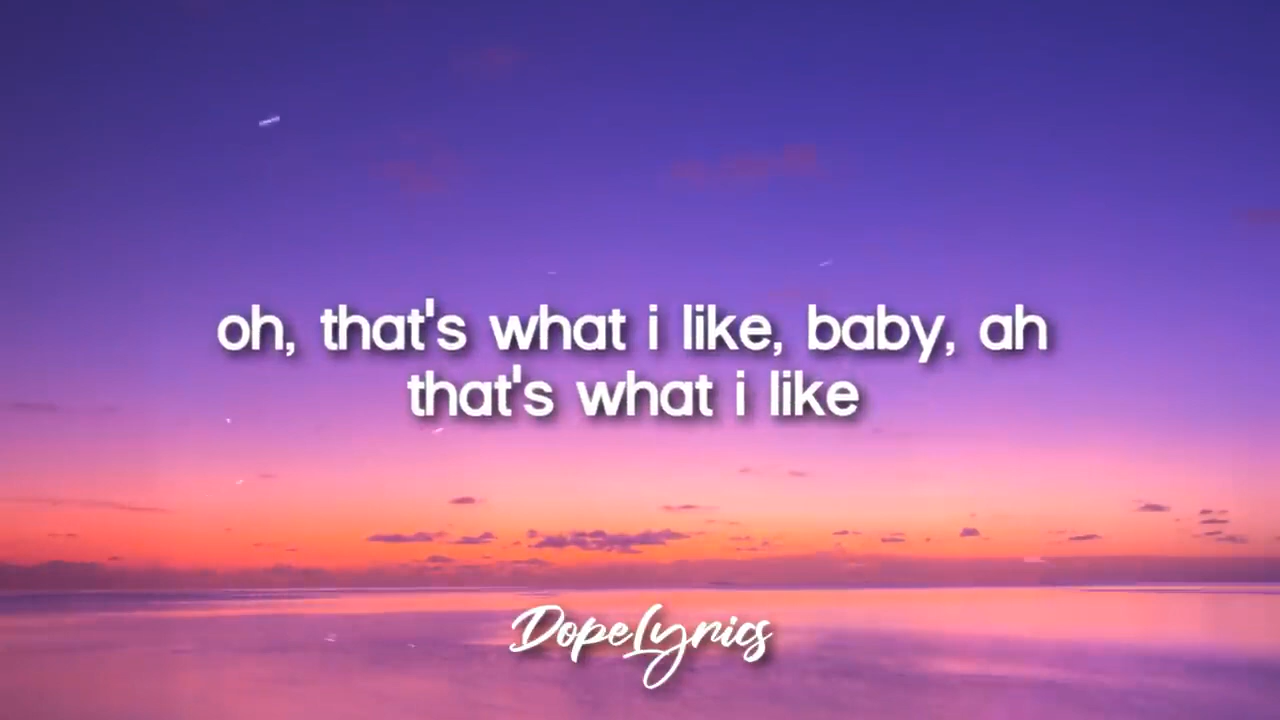 oh, that's what i like, baby, ah
that's what i like
DopeLyrics